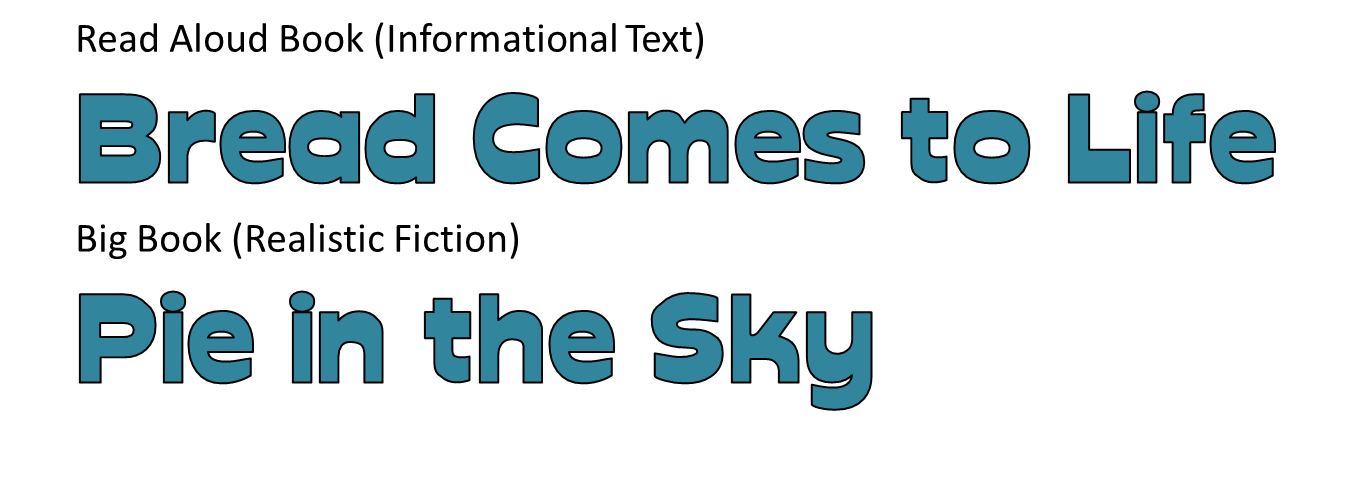 Read Aloud Book (Informational Text)
Bread Comes to Life
Big Book (Realistic Fiction)
Pie in the Sky